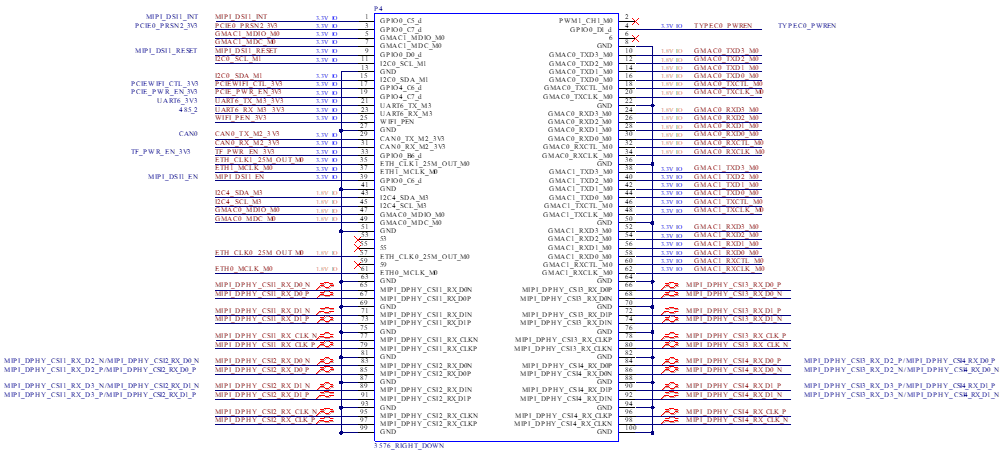 P4
MIPI_DSI1_INT MIPI_DSI1_INT 3.3V IO 1 GPIO0_C5_d PWM1_CH1_M0 2
PCIE0_PRSN2_3V3 PCIE0_PRSN2_3V3 3.3V IO 3 GPIO0_C7_d GPIO0_D1_d 4 3.3V IO TYPEC0_PWREN TYPEC0_PWREN
GMAC1_MDIO_M0 3.3V IO 5 GMAC1_MDIO_M0 6 6
GMAC1_MDC_M0 3.3V IO 7 GMAC1_MDC_M0 GND 8
MIPI_DSI1_RESET MIPI_DSI1_RESET 3.3V IO 9 GPIO0_D0_d GMAC0_TXD3_M0 10 1.8V IO GMAC0_TXD3_M0
I2C0_SCL_M1 3.3V IO 11 I2C0_SCL_M1 GMAC0_TXD2_M0 12 1.8V IO GMAC0_TXD2_M0
13 GND GMAC0_TXD1_M0 14 1.8V IO GMAC0_TXD1_M0
I2C0_SDA_M1 3.3V IO 15 I2C0_SDA_M1 GMAC0_TXD0_M0 16 1.8V IO GMAC0_TXD0_M0
PCIEWIFI_CTL_3V3 PCIEWIFI_CTL_3V3 3.3V IO 17 GPIO4_C6_d GMAC0_TXCTL_M0 18 1.8V IO GMAC0_TXCTL_M0
PCIE_PWR_EN_3V3 PCIE_PWR_EN_3V3 3.3V IO 19 GPIO4_C7_d GMAC0_TXCLK_M0 20 1.8V IO GMAC0_TXCLK_M0
UART6_3V3 UART6_TX_M3_3V3 3.3V IO 21 UART6_TX_M3 GND 22
485_2 UART6_RX_M3_3V3 3.3V IO 23 UART6_RX_M3 GMAC0_RXD3_M0 24 1.8V IO GMAC0_RXD3_M0
WIFI_PEN_3V3 3.3V IO 25 WIFI_PEN GMAC0_RXD2_M0 26 1.8V IO GMAC0_RXD2_M0
27 GND GMAC0_RXD1_M0 28 1.8V IO GMAC0_RXD1_M0
CAN0 CAN0_TX_M2_3V3 3.3V IO 29 CAN0_TX_M2_3V3 GMAC0_RXD0_M0 30 1.8V IO GMAC0_RXD0_M0
CAN0_RX_M2_3V3 3.3V IO 31 CAN0_RX_M2_3V3 GMAC0_RXCTL_M0 32 1.8V IO GMAC0_RXCTL_M0
TF_PWR_EN_3V3 TF_PWR_EN_3V3 3.3V IO 33 GPIO0_B6_d GMAC0_RXCLK_M0 34 1.8V IO GMAC0_RXCLK_M0
ETH_CLK1_25M_OUT_M0 3.3V IO 35 ETH_CLK1_25M_OUT_M0 GND 36
ETH1_MCLK_M0 3.3V IO 37 ETH1_MCLK_M0 GMAC1_TXD3_M0 38 3.3V IO GMAC1_TXD3_M0
MIPI_DSI1_EN MIPI_DSI1_EN 3.3V IO 39 GPIO0_C6_d GMAC1_TXD2_M0 40 3.3V IO GMAC1_TXD2_M0
41 GND GMAC1_TXD1_M0 42 3.3V IO GMAC1_TXD1_M0
I2C4_SDA_M3 1.8V IO 43 I2C4_SDA_M3 GMAC1_TXD0_M0 44 3.3V IO GMAC1_TXD0_M0
I2C4_SCL_M3 1.8V IO 45 I2C4_SCL_M3 GMAC1_TXCTL_M0 46 3.3V IO GMAC1_TXCTL_M0
GMAC0_MDIO_M0 1.8V IO 47 GMAC0_MDIO_M0 GMAC1_TXCLK_M0 48 3.3V IO GMAC1_TXCLK_M0
GMAC0_MDC_M0 1.8V IO 49 GMAC0_MDC_M0 GND 50
51 GND GMAC1_RXD3_M0 52 3.3V IO GMAC1_RXD3_M0
53 53 GMAC1_RXD2_M0 54 3.3V IO GMAC1_RXD2_M0
55 55 GMAC1_RXD1_M0 56 3.3V IO GMAC1_RXD1_M0
ETH_CLK0_25M_OUT_M0 1.8V IO 57 ETH_CLK0_25M_OUT_M0 GMAC1_RXD0_M0 58 3.3V IO GMAC1_RXD0_M0
59 59 GMAC1_RXCTL_M0 60 3.3V IO GMAC1_RXCTL_M0
ETH0_MCLK_M0 1.8V IO 61 ETH0_MCLK_M0 GMAC1_RXCLK_M0 62 3.3V IO GMAC1_RXCLK_M0
63 GND GND 64
MIPI_DPHY_CSI1_RX_D0_N 65 MIPI_DPHY_CSI1_RX_D0N MIPI_DPHY_CSI3_RX_D0P 66 MIPI_DPHY_CSI3_RX_D0_P
MIPI_DPHY_CSI1_RX_D0_P 67 MIPI_DPHY_CSI1_RX_D0P MIPI_DPHY_CSI3_RX_D0N 68 MIPI_DPHY_CSI3_RX_D0_N
69 GND GND 70
MIPI_DPHY_CSI1_RX_D1_N 71 MIPI_DPHY_CSI1_RX_D1N MIPI_DPHY_CSI3_RX_D1P 72 MIPI_DPHY_CSI3_RX_D1_P
MIPI_DPHY_CSI1_RX_D1_P 73 MIPI_DPHY_CSI1_RX_D1P MIPI_DPHY_CSI3_RX_D1N 74 MIPI_DPHY_CSI3_RX_D1_N
75 GND GND 76
MIPI_DPHY_CSI1_RX_CLK_N 77 MIPI_DPHY_CSI1_RX_CLKN MIPI_DPHY_CSI3_RX_CLKP 78 MIPI_DPHY_CSI3_RX_CLK_P
MIPI_DPHY_CSI1_RX_CLK_P 79 MIPI_DPHY_CSI1_RX_CLKP MIPI_DPHY_CSI3_RX_CLKN 80 MIPI_DPHY_CSI3_RX_CLK_N
81 GND GND 82
MIPI_DPHY_CSI1_RX_D2_N/MIPI_DPHY_CSI2_RX_D0_N MIPI_DPHY_CSI2_RX_D0_N 83 MIPI_DPHY_CSI2_RX_D0N MIPI_DPHY_CSI4_RX_D0P 84 MIPI_DPHY_CSI4_RX_D0_P MIPI_DPHY_CSI3_RX_D2_P/MIPI_DPHY_CSI4_RX_D0_P
MIPI_DPHY_CSI1_RX_D2_P/MIPI_DPHY_CSI2_RX_D0_P MIPI_DPHY_CSI2_RX_D0_P 85 MIPI_DPHY_CSI2_RX_D0P MIPI_DPHY_CSI4_RX_D0N 86 MIPI_DPHY_CSI4_RX_D0_N MIPI_DPHY_CSI3_RX_D2_N/MIPI_DPHY_CSI4_RX_D0_N
87 GND GND 88
MIPI_DPHY_CSI1_RX_D3_N/MIPI_DPHY_CSI2_RX_D1_N MIPI_DPHY_CSI2_RX_D1_N 89 MIPI_DPHY_CSI2_RX_D1N MIPI_DPHY_CSI4_RX_D1P 90 MIPI_DPHY_CSI4_RX_D1_P MIPI_DPHY_CSI3_RX_D3_P/MIPI_DPHY_CSI4_RX_D1_P
MIPI_DPHY_CSI1_RX_D3_P/MIPI_DPHY_CSI2_RX_D1_P MIPI_DPHY_CSI2_RX_D1_P 91 MIPI_DPHY_CSI2_RX_D1P MIPI_DPHY_CSI4_RX_D1N 92 MIPI_DPHY_CSI4_RX_D1_N MIPI_DPHY_CSI3_RX_D3_N/MIPI_DPHY_CSI4_RX_D1_N
93 GND GND 94
MIPI_DPHY_CSI2_RX_CLK_N 95 MIPI_DPHY_CSI2_RX_CLKN MIPI_DPHY_CSI4_RX_CLKP 96 MIPI_DPHY_CSI4_RX_CLK_P
MIPI_DPHY_CSI2_RX_CLK_P 97 MIPI_DPHY_CSI2_RX_CLKP MIPI_DPHY_CSI4_RX_CLKN 98 MIPI_DPHY_CSI4_RX_CLK_N
99 GND GND 100
3576_RIGHT_DOWN